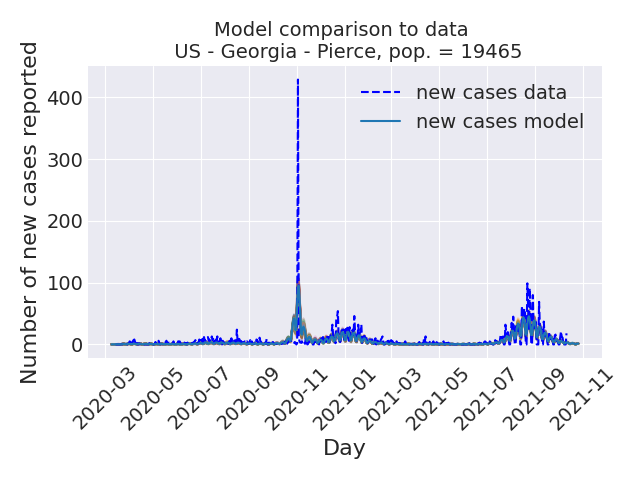 Model comparison to data
US - Georgia - Pierce, pop. = 19465
new cases data
new cases model
Number of new cases reported
400
300
200
100
0
2020-03
2020-05
2020-07
2020-09
2020-11
2021-01
2021-03
2021-05
2021-07
2021-09
2021-11
Day